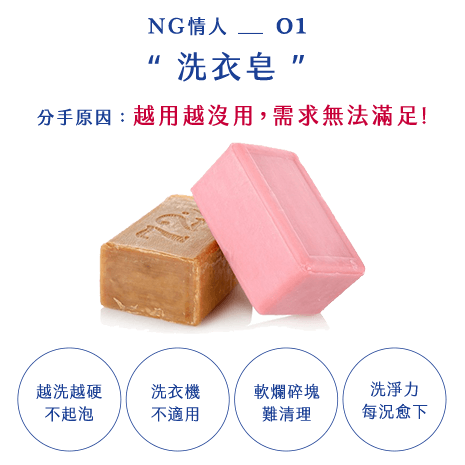 NG情人 __ 01
“ 洗衣皂 ”
分手原因：越用越沒用，需求無法滿足!
72
越洗越硬
不起泡
洗衣機
不適用
軟爛碎塊
難清理
洗淨力
每況愈下